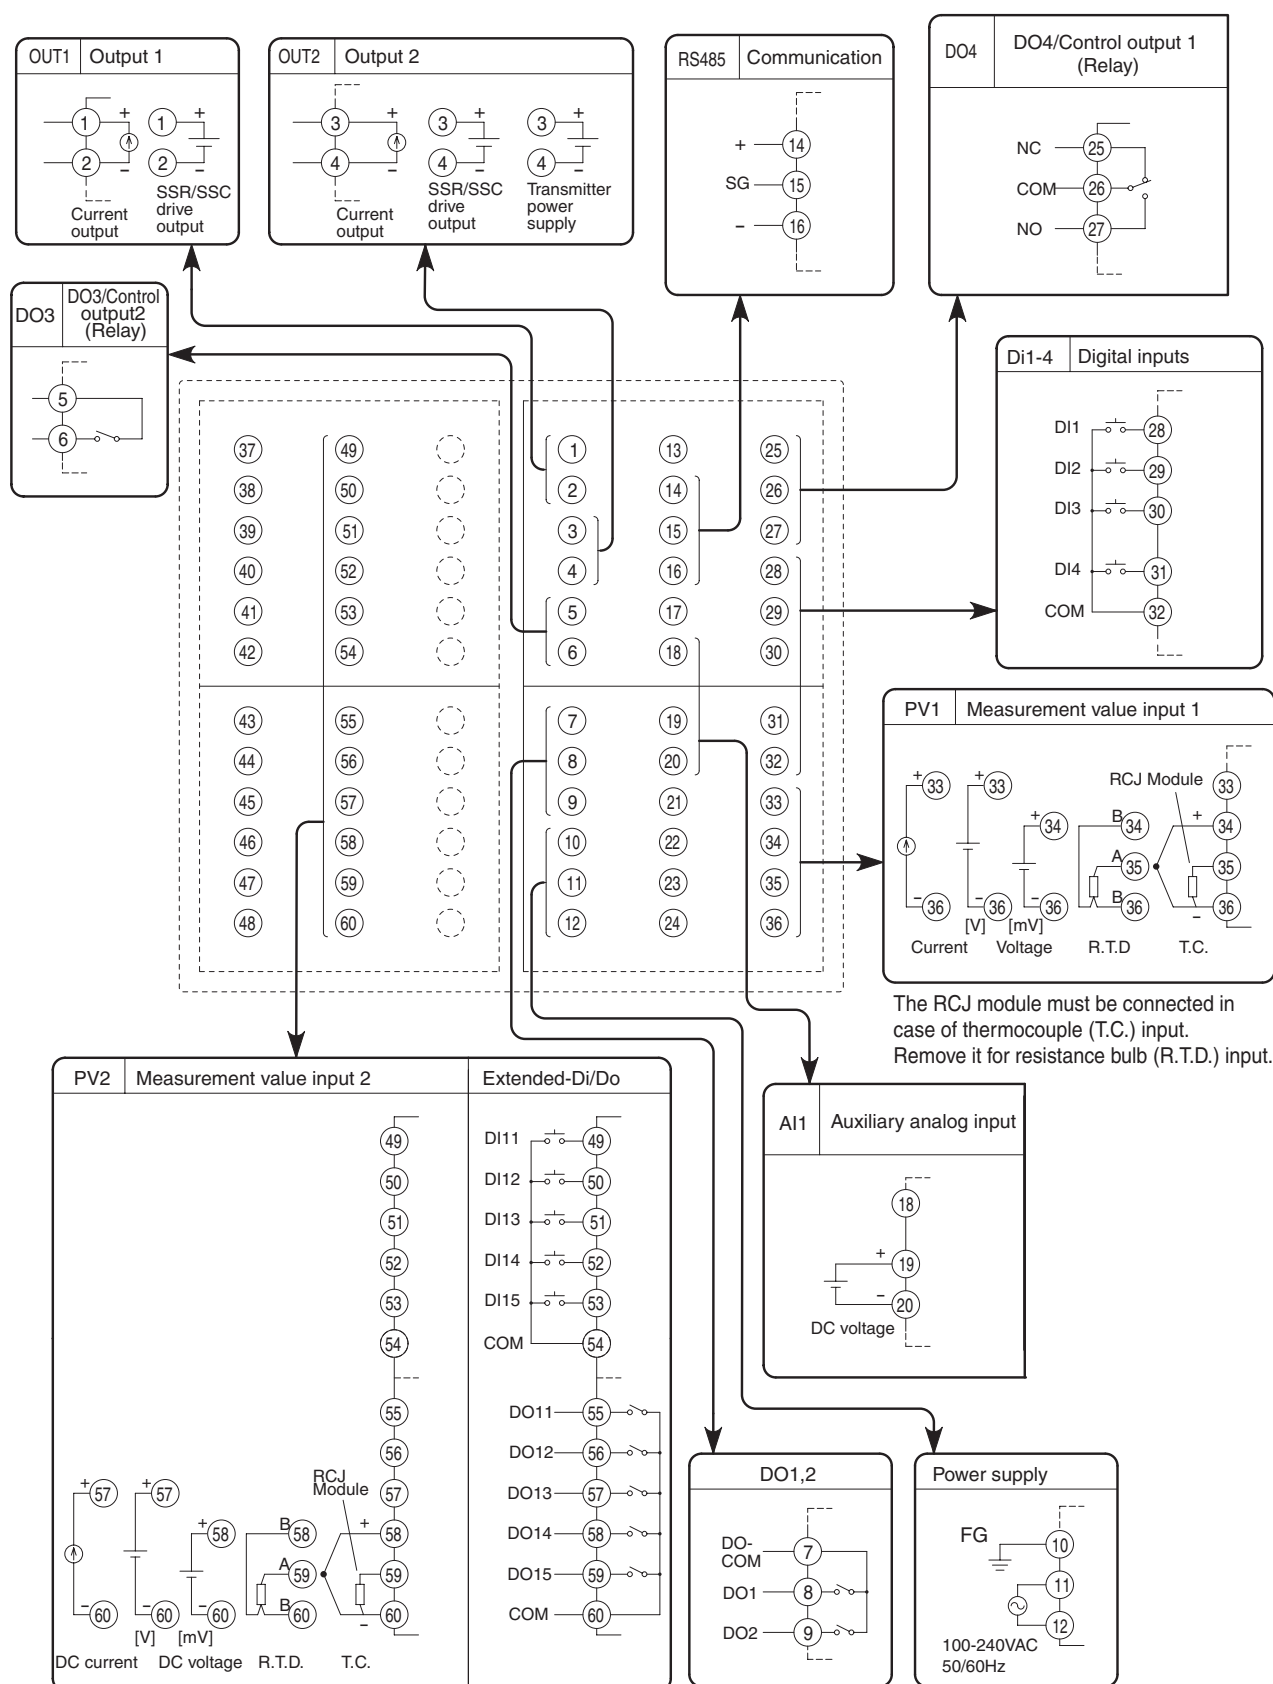 OUT1 Output 1
1 + 1 +
2 − 2 −
Current
output
SSR/SSC
drive
output
OUT2 Output 2
3 + 3 + 3 +
4 − 4 − 4 −
Current
output
SSR/SSC
drive
output
Transmitter
power
supply
RS485 Communication
+ 14
SG 15
− 16
DO4 DO4/Control output 1
(Relay)
NC 25
COM 26
NO 27
DO3 DO3/Control
output2
(Relay)
5
6
Di1-4 Digital inputs
DI1 28
DI2 29
DI3 30
DI4 31
COM 32
37 49 1 13 25
38 50 2 14 26
39 51 3 15 27
40 52 4 16 28
41 53 5 17 29
42 54 6 18 30
43 55 7 19 31
44 56 8 20 32
45 57 9 21 33
46 58 10 22 34
47 59 11 23 35
48 60 12 24 36
PV1 Measurement value input 1
RCJ Module
+ 33 + 33 33
+ 34 B 34 + 34
A 35 35
− 36 − 36 − 36 B 36 − 36
[V] [mV]
Current Voltage R.T.D T.C.
The RCJ module must be connected in
case of thermocouple (T.C.) input.
Remove it for resistance bulb (R.T.D.) input.
PV2 Measurement value input 2 Extended-Di/Do
49
50
51
52
53
54
55
56
RCJ
Module
+ 57 + 57 57
+ 58 B 58 + 58
A 59 59
− 60 − 60 − 60 B 60 − 60
[V] [mV]
DC current DC voltage R.T.D. T.C.
DI11 49
DI12 50
DI13 51
DI14 52
DI15 53
COM 54
DO11 55
DO12 56
DO13 57
DO14 58
DO15 59
COM 60
AI1 Auxiliary analog input
18
+ 19
− 20
DC voltage
DO1,2
DO-
COM 7
DO1 8
DO2 9
Power supply
FG 10
11
12
100-240VAC
50/60Hz